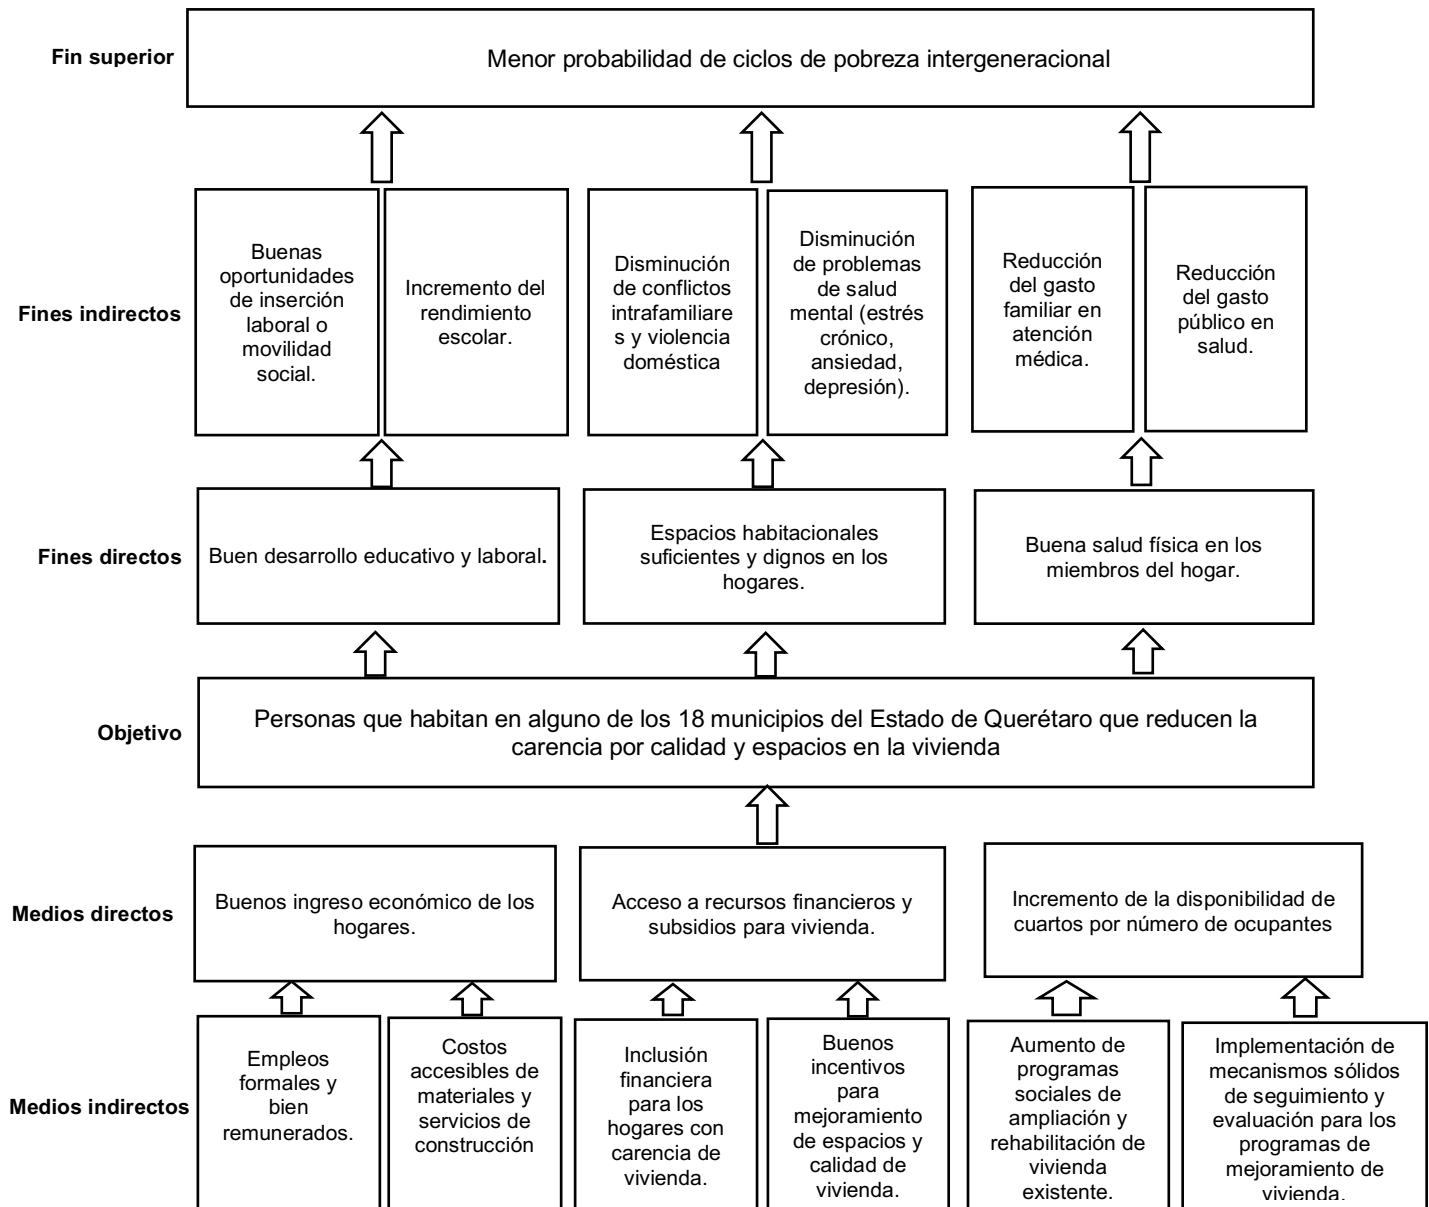 Fin superior
Menor probabilidad de ciclos de pobreza intergeneracional
Fines indirectos
Buenas
oportunidades
de inserción
laboral o
movilidad
social.
Incremento del
rendimiento
escolar.
Disminución
de conflictos
intrafamiliare
s y violencia
doméstica
Disminución
de problemas
de salud
mental (estrés
crónico,
ansiedad,
depresión).
Reducción
del gasto
familiar en
atención
médica.
Reducción
del gasto
público en
salud.
Fines directos
Buen desarrollo educativo y laboral.
Espacios habitacionales
suficientes y dignos en los
hogares.
Buena salud física en los
miembros del hogar.
Objetivo
Personas que habitan en alguno de los 18 municipios del Estado de Querétaro que reducen la
carencia por calidad y espacios en la vivienda
Medios directos
Buenos ingreso económico de los
hogares.
Acceso a recursos financieros y
subsidios para vivienda.
Incremento de la disponibilidad de
cuartos por número de ocupantes
Medios indirectos
Empleos
formales y
bien
remunerados.
Costos
accesibles de
materiales y
servicios de
construcción
Inclusión
financiera
para los
hogares con
carencia de
vivienda.
Buenos
incentivos
para
mejoramiento
de espacios y
calidad de
vivienda.
Aumento de
programas
sociales de
ampliación y
rehabilitación de
vivienda
existente.
Implementación de
mecanismos sólidos
de seguimiento y
evaluación para los
programas de
mejoramiento de
vivienda.